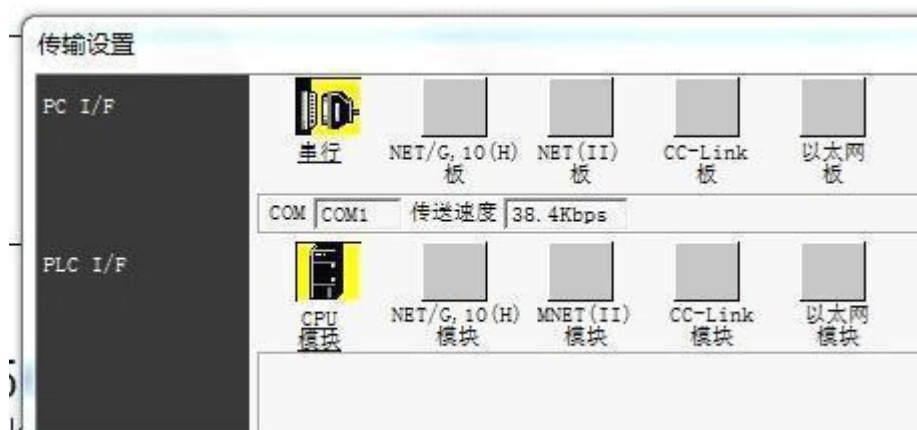 传输设置
PC I/F
串行
NET/G,10(H)
板
NET(II)
板
CC-Link
板
以太网
板
COM COM1 传送速度 38.4Kbps
PLC I/F
CPU
模块
NET/G,10(H)
模块
MNET(II)
模块
CC-Link
模块
以太网
模块